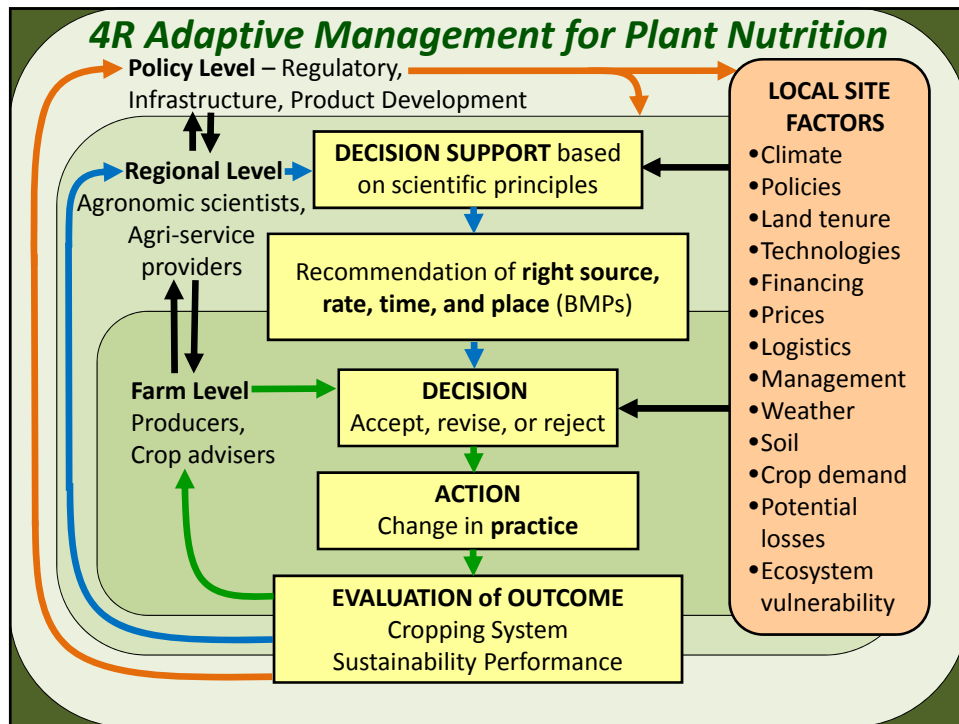 4R Adaptive Management for Plant Nutrition
Policy Level – Regulatory,
Infrastructure, Product Development
Regional Level
Agronomic scientists,
Agri-service
providers
Farm Level
Producers,
Crop advisers
DECISION SUPPORT based
on scientific principles
Recommendation of right source,
rate, time, and place (BMPs)
DECISION
Accept, revise, or reject
ACTION
Change in practice
EVALUATION of OUTCOME
Cropping System
Sustainability Performance
LOCAL SITE
FACTORS
•Climate
•Policies
•Land tenure
•Technologies
•Financing
•Prices
•Logistics
•Management
•Weather
•Soil
•Crop demand
•Potential
losses
•Ecosystem
vulnerability